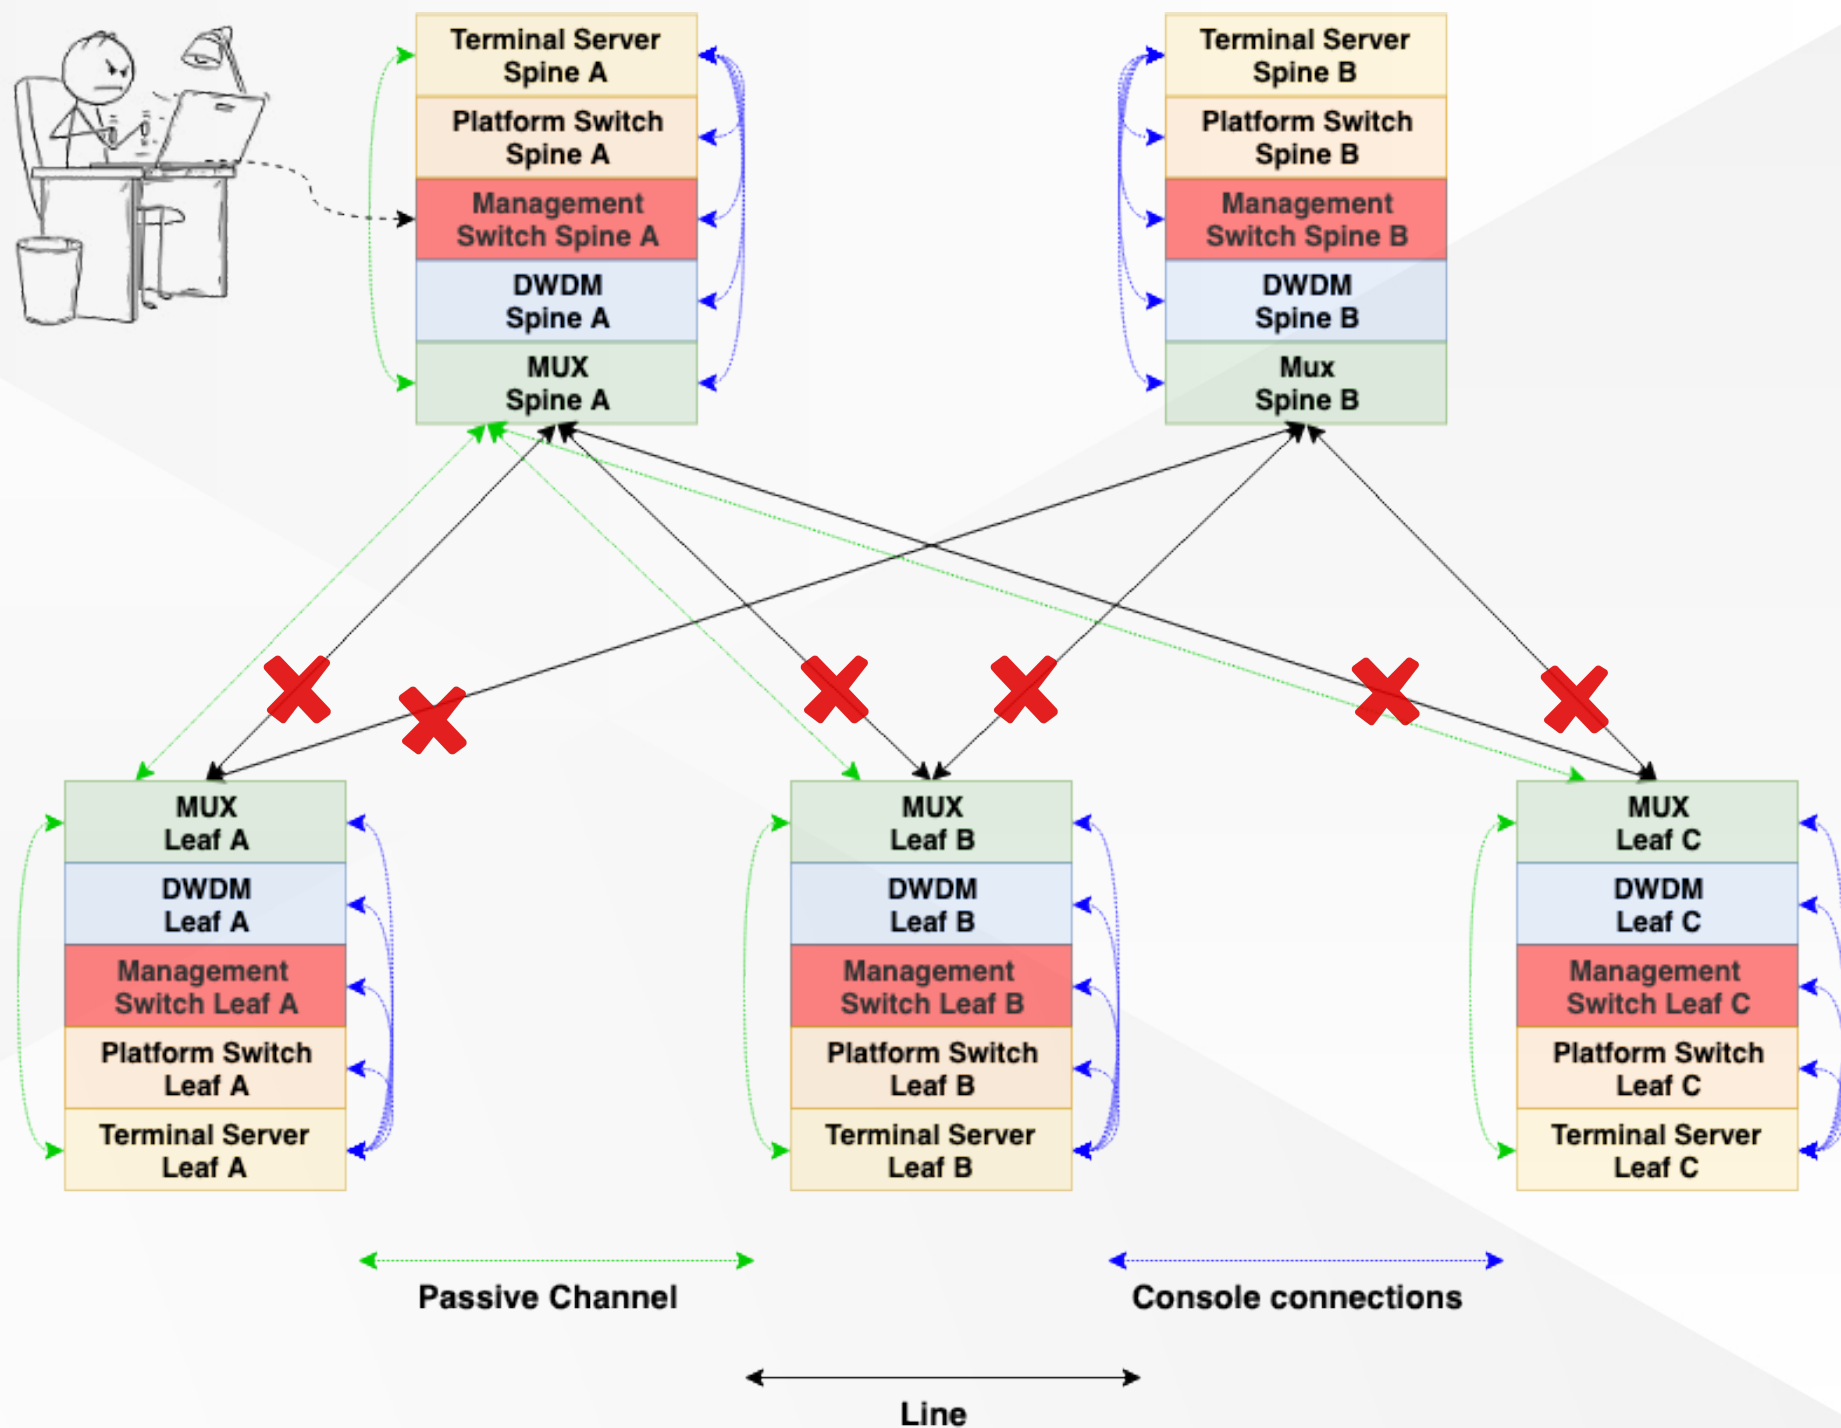 Terminal Server
Spine A
Platform Switch
Spine A
Management
Switch Spine A
DWDM
Spine A
MUX
Spine A
Terminal Server
Spine B
Platform Switch
Spine B
Management
Switch Spine B
DWDM
Spine B
Mux
Spine B
MUX
Leaf A
DWDM
Leaf A
Management
Switch Leaf A
Platform Switch
Leaf A
Terminal Server
Leaf A
MUX
Leaf B
DWDM
Leaf B
Management
Switch Leaf B
Platform Switch
Leaf B
Terminal Server
Leaf B
MUX
Leaf C
DWDM
Leaf C
Management
Switch Leaf C
Platform Switch
Leaf C
Terminal Server
Leaf C
Passive Channel
Console connections
Line